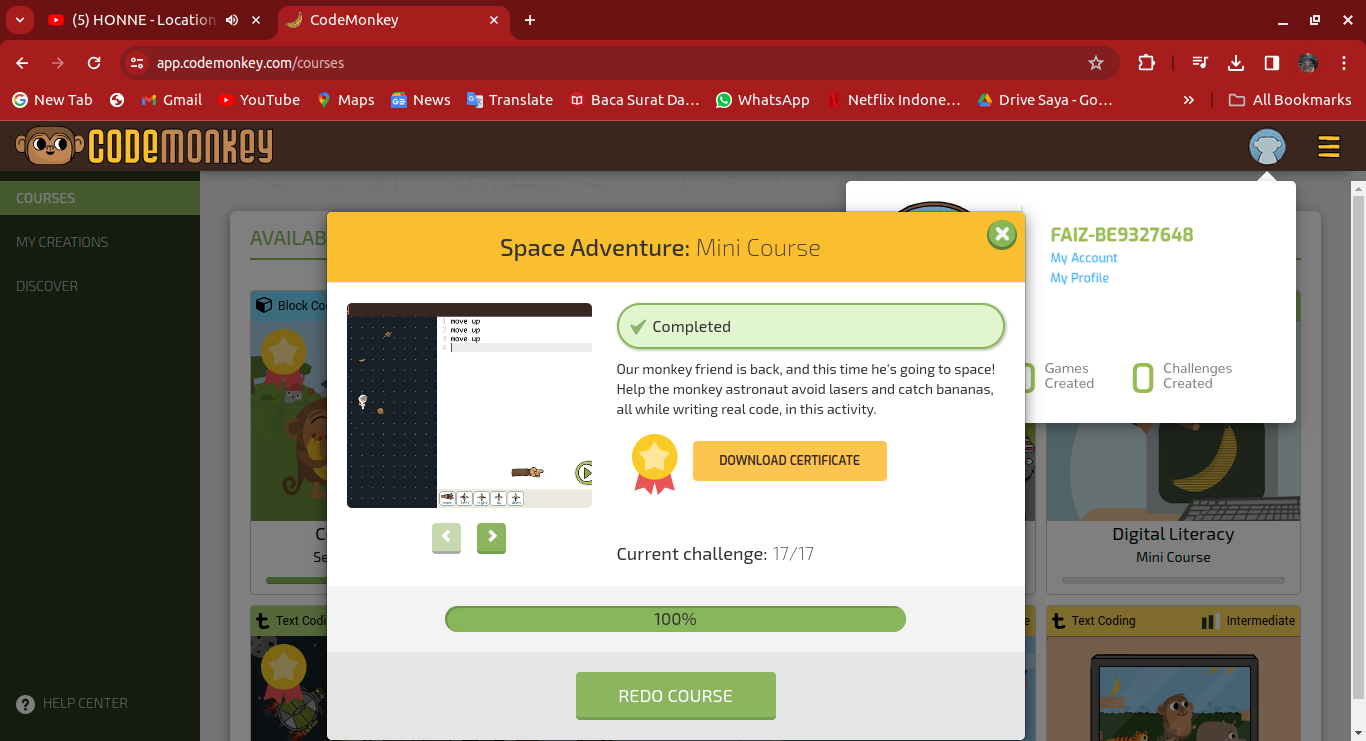 (5) HONNE - Location
CodeMonkey
app.codemonkey.com/courses
New Tab
Gmail
YouTube
Maps
News
Translate
Baca Surat Da...
WhatsApp
Netflix Indone...
Drive Saya - Go...
All Bookmarks
CODEMONKEY
COURSES
MY CREATIONS
DISCOVER
HELP CENTER
AVAILAB
FAIZ-BE9327648
My Account
My Profile
Games
Created
0 Challenges
Created
Space Adventure: Mini Course
1 move up
2 move up
3 move up
4
Completed
Our monkey friend is back, and this time he's going to space!
Help the monkey astronaut avoid lasers and catch bananas,
all while writing real code, in this activity.
DOWNLOAD CERTIFICATE
Current challenge: 17/17
100%
REDO COURSE
Block Co
C
Se
Digital Literacy
Mini Course
Text Codi
Text Coding
Intermediate